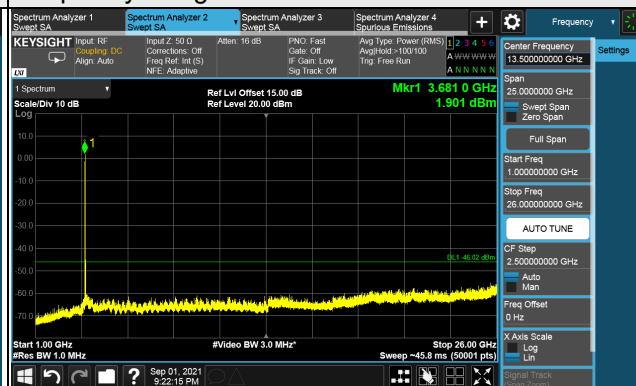 Spectrum Analyzer 1
Swept SA
Spectrum Analyzer 2
Swept SA
Spectrum Analyzer 3
Swept SA
Spectrum Analyzer 4
Spurious Emissions
+
Frequency
KEYSIGHT
Input: RF
Coupling: DC
Align: Auto
Input Z: 50 Ω
Corrections: Off
Freq Ref: Int (S)
NFE: Adaptive
Atten: 16 dB
PNO: Fast
Gate: Off
IF Gain: Low
Sig Track: Off
Avg Type: Power (RMS)
Avg|Hold:>100/100
Trig: Free Run
1 2 3 4 5 6
A W W W W W
A N N N N N
LXI
1 Spectrum
Scale/Div 10 dB
Log
Ref Lvl Offset 15.00 dB
Ref Level 20.00 dBm
Mkr1 3.681 0 GHz
1.901 dBm
10.0
0.00
-10.0
-20.0
-30.0
-40.0
-50.0
-60.0
-70.0
1
DL1 -46.02 dBm
Start 1.00 GHz
#Res BW 1.0 MHz
#Video BW 3.0 MHz*
Stop 26.00 GHz
Sweep ~45.8 ms (50001 pts)
Center Frequency
13.500000000 GHz
Settings
Span
25.0000000 GHz
Swept Span
Zero Span
Full Span
Start Freq
1.000000000 GHz
Stop Freq
26.000000000 GHz
AUTO TUNE
CF Step
2.500000000 GHz
Auto
Man
Freq Offset
0 Hz
X Axis Scale
Log
Lin
Signal Track
(Span Zoom)
?
Sep 01, 2021
9:22:15 PM